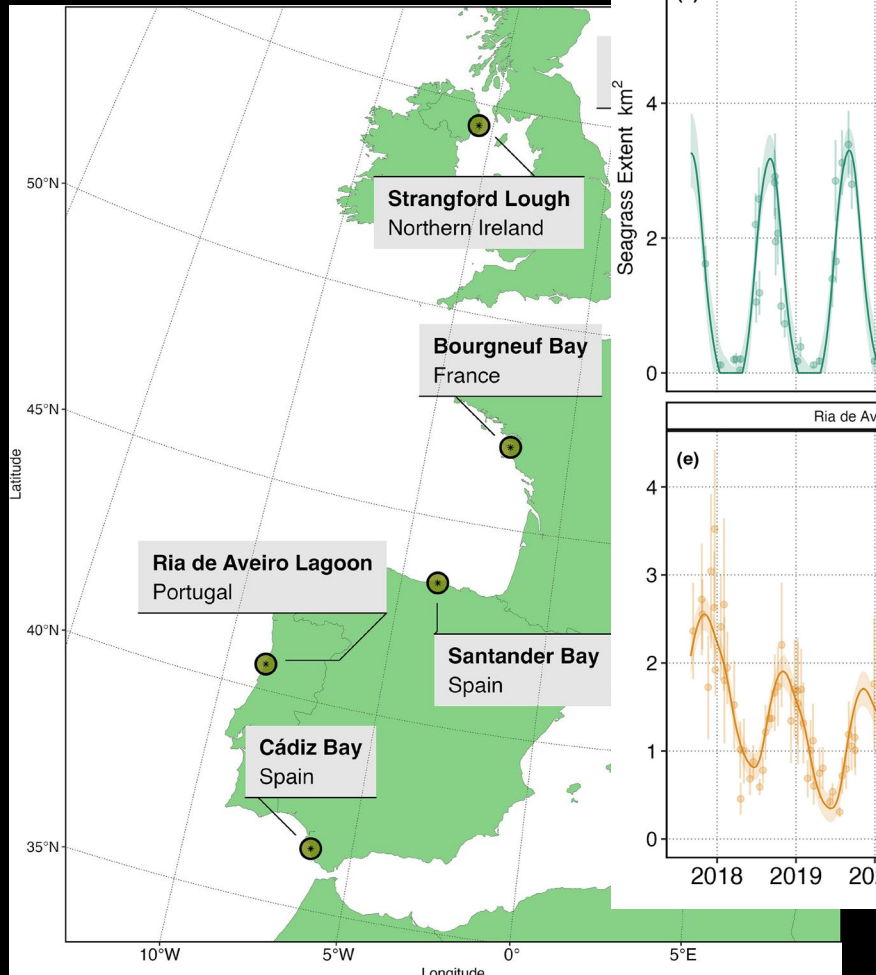 Strangford Lough
Northern Ireland
Bourgneuf Bay
France
Ria de Aveiro Lagoon
Portugal
Santander Bay
Spain
Cádiz Bay
Spain
50°N
45°N
40°N
35°N
Latitude
10°W
5°W
0°
5°E
Longitude
Seagrass Extent km²
4
2
0
Ria de
(e)
4
3
2
1
0
2018
2019